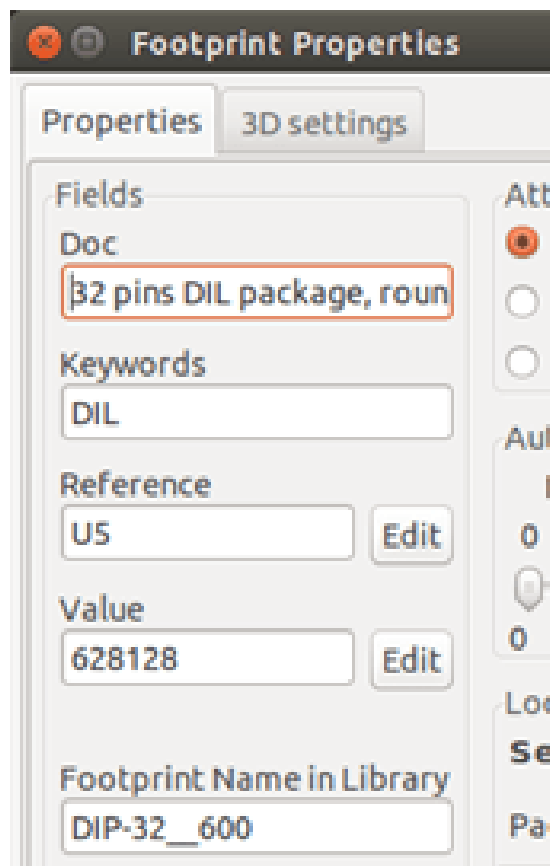 Footprint Properties
Properties
3D settings
Fields
Doc
32 pins DIL package, roun
Keywords
DIL
Reference
U5
Edit
Value
628128
Edit
Footprint Name in Library
DIP-32__600
0
0